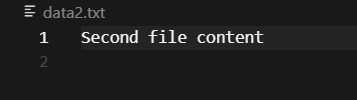 data2.txt
1 Second file content
2